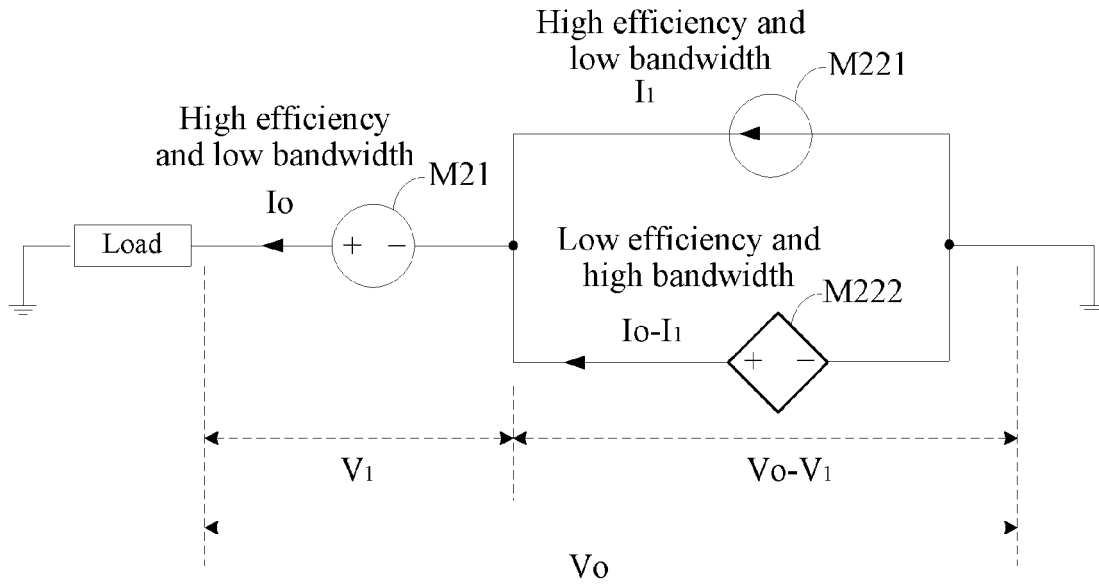 High efficiency and
low bandwidth
M221
I1
High efficiency
and low bandwidth
M21
Io
Load
+
−
Low efficiency and
high bandwidth
M222
Io-I1
+
−
V1
Vo-V1
Vo